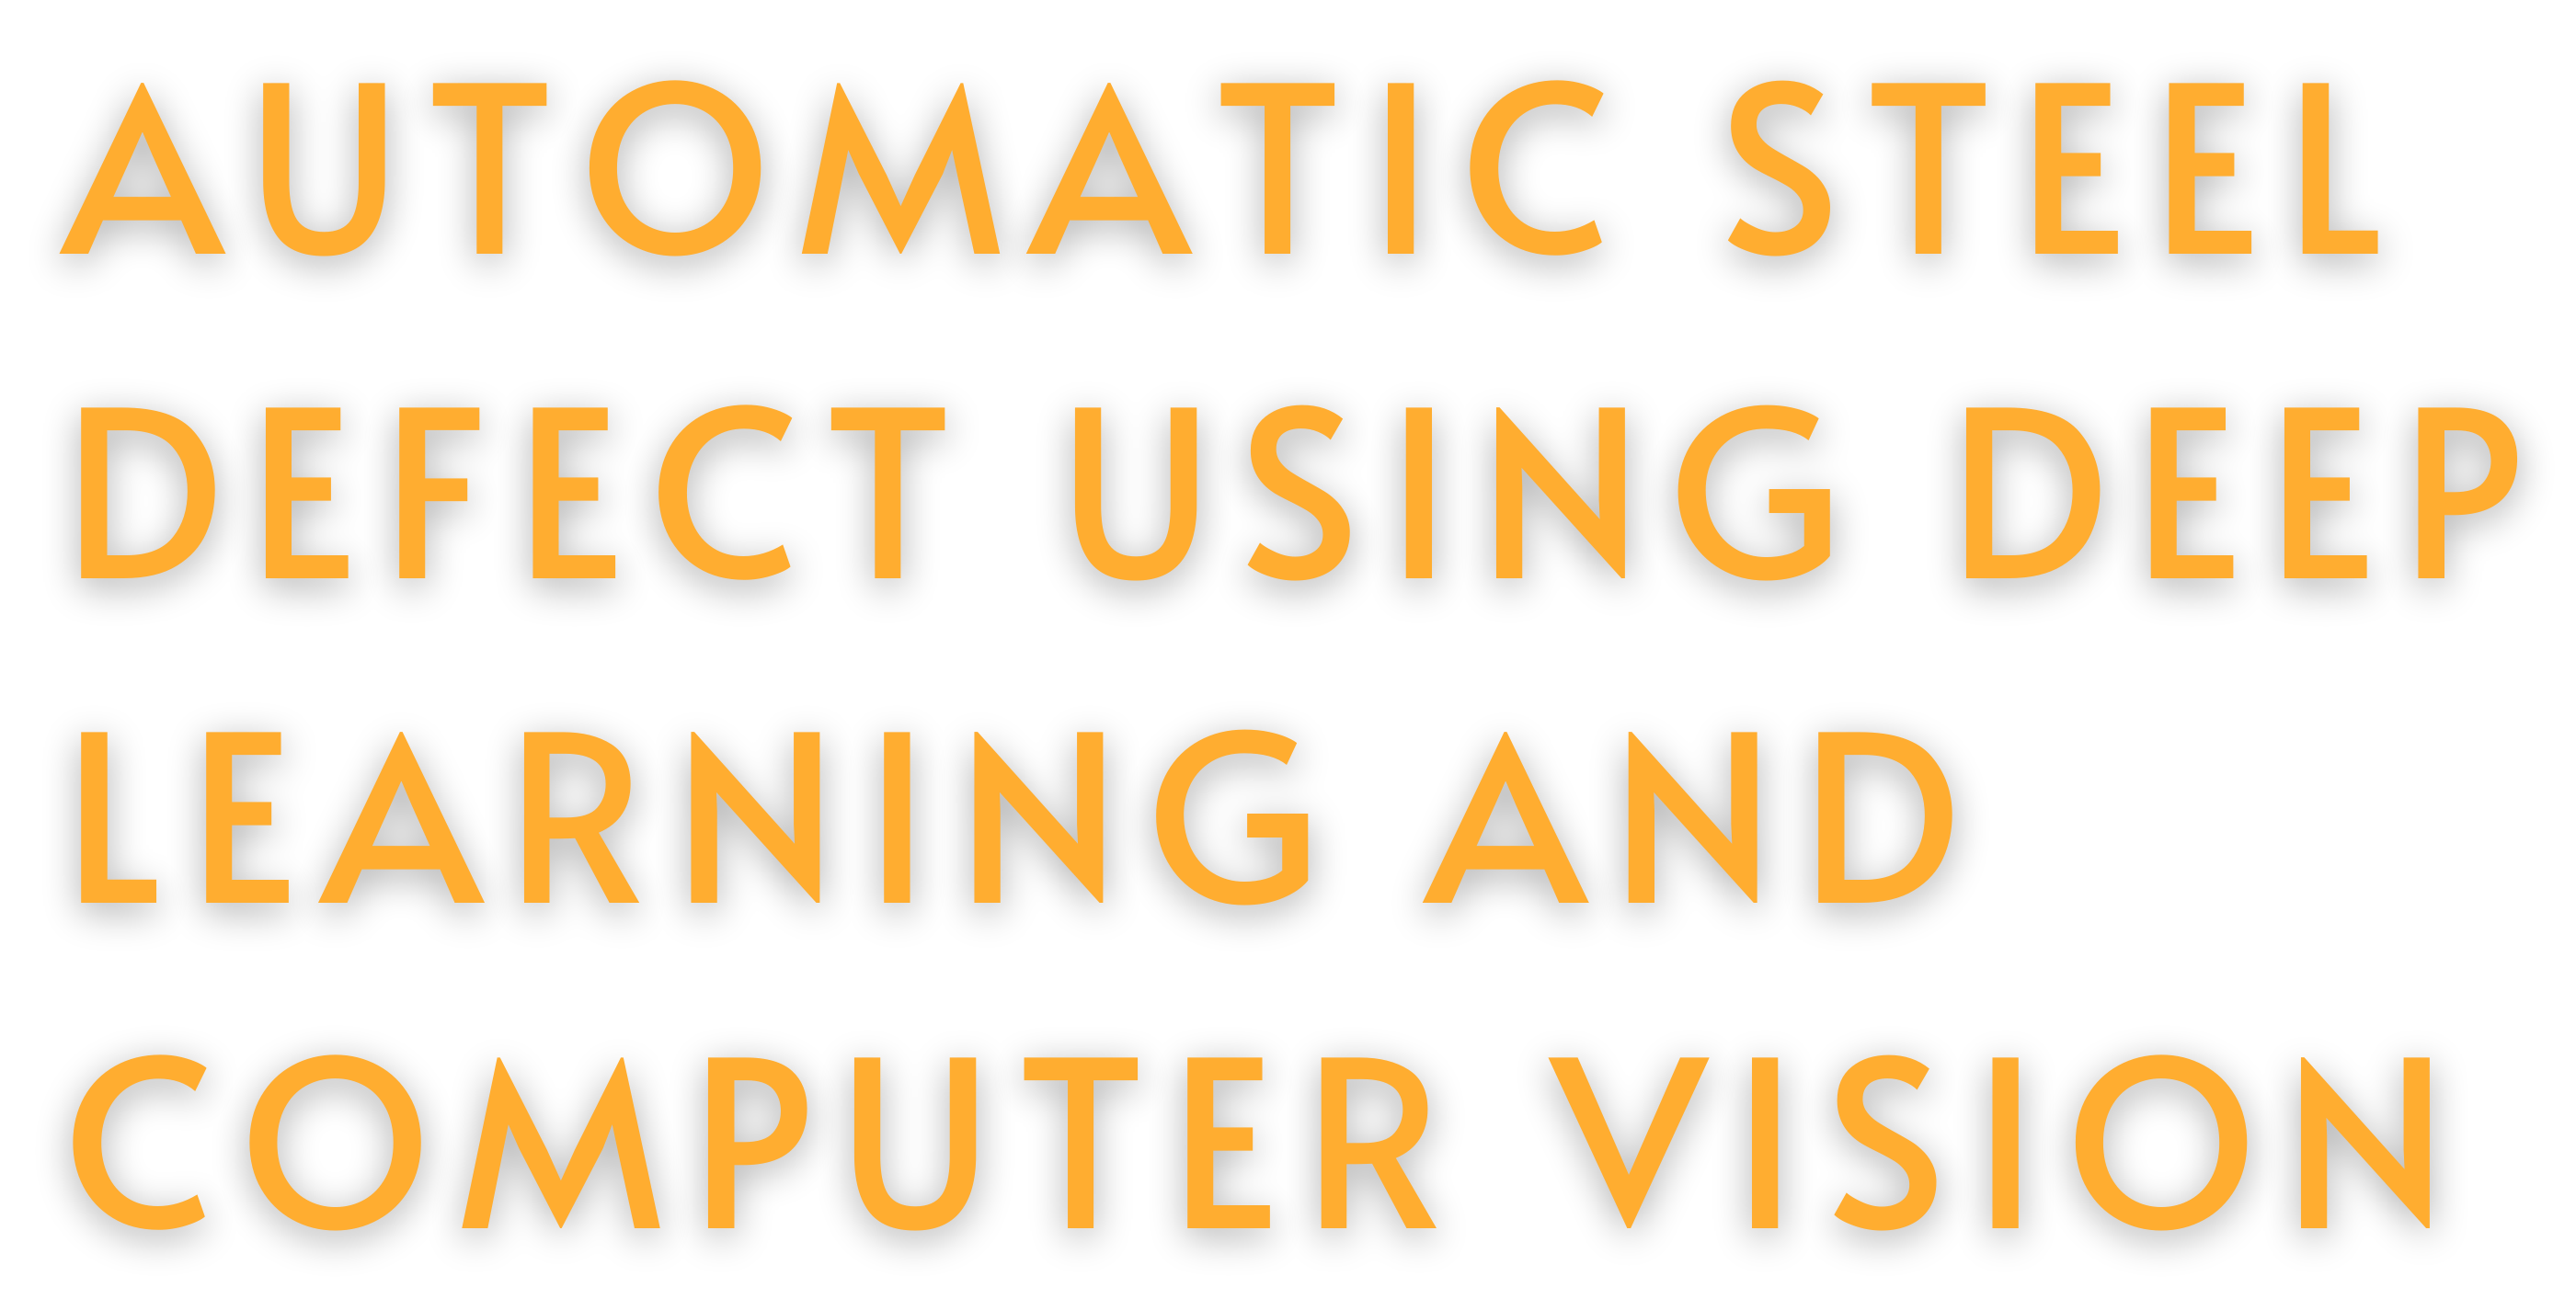 AUTOMATIC STEEL
DEFECT USING DEEP
LEARNING AND
COMPUTER VISION